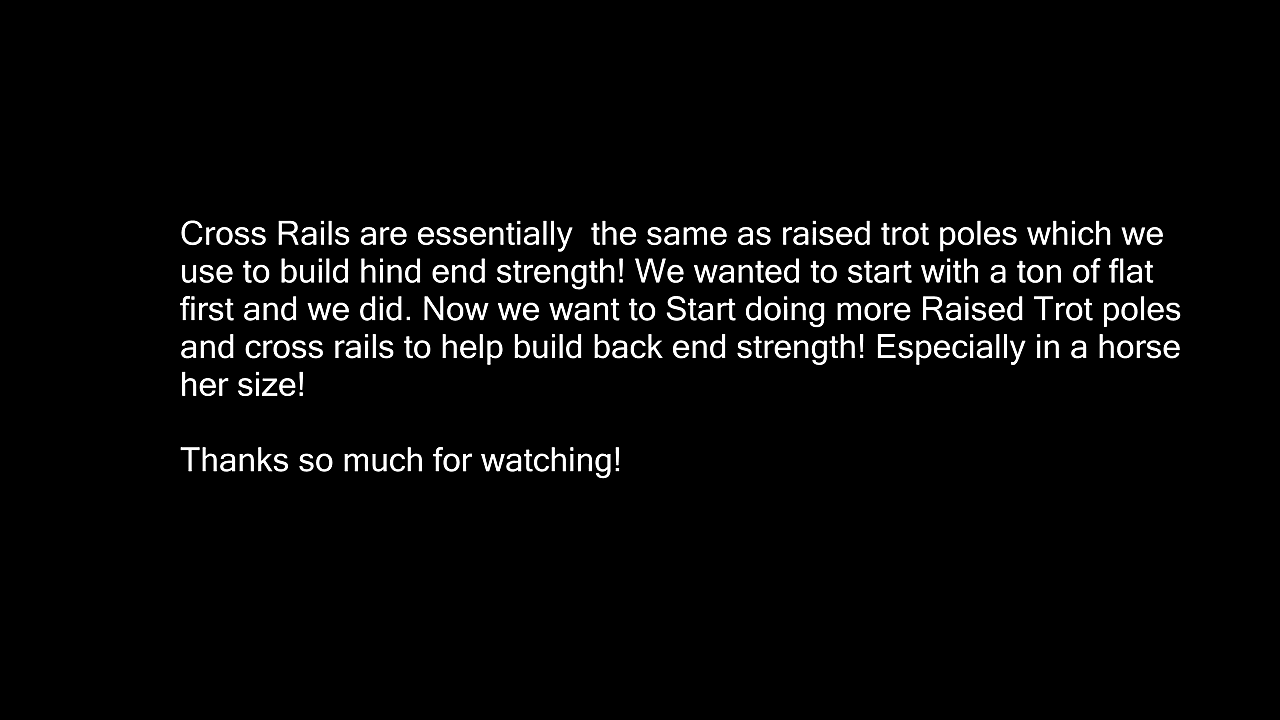 Cross Rails are essentially  the same as raised trot poles which we
use to build hind end strength! We wanted to start with a ton of flat
first and we did. Now we want to Start doing more Raised Trot poles
and cross rails to help build back end strength! Especially in a horse
her size!
Thanks so much for watching!